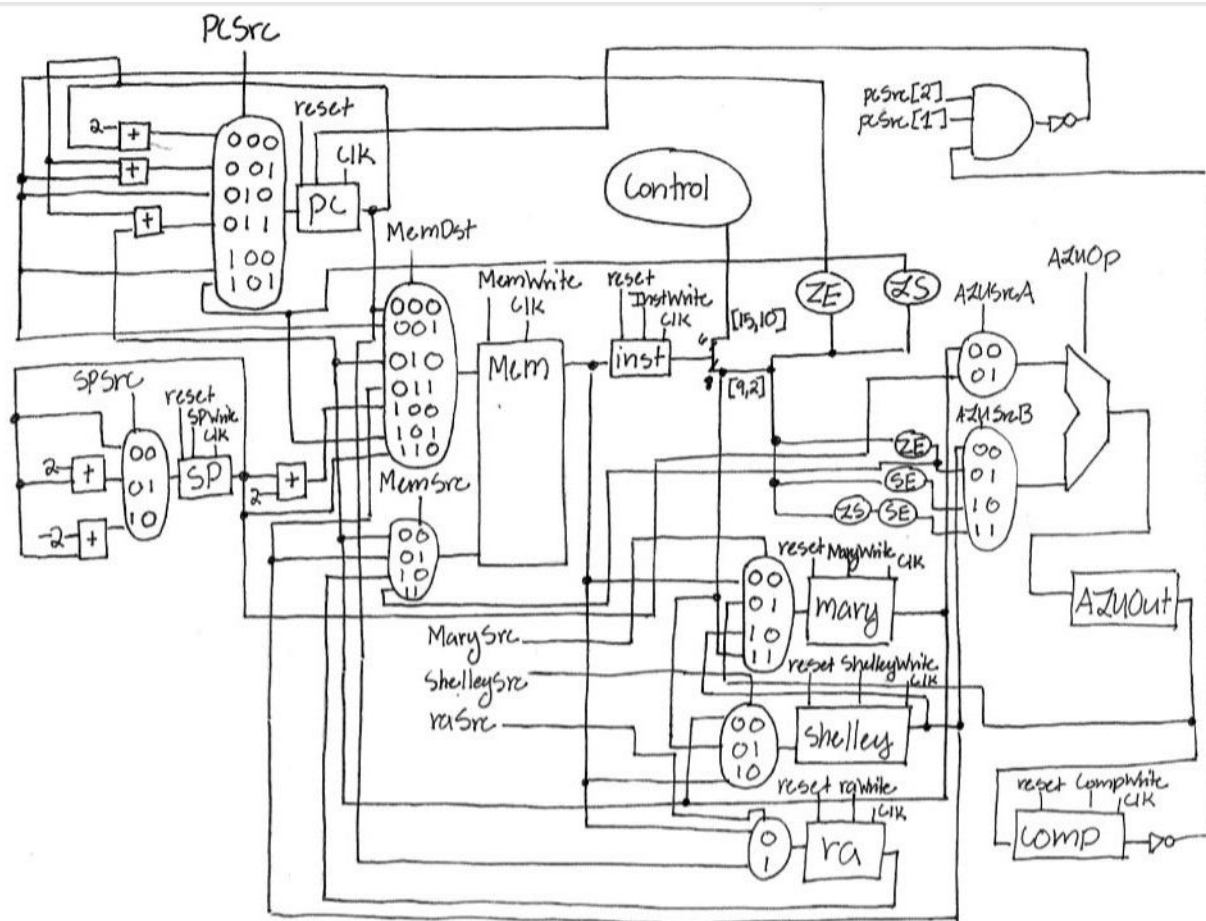 PCSrc
pcSrc[2]
pcSrc[1]
reset
clk
2 +
+
+
000
001
010
011
100
101
PC
Control
MemDst
000
001
010
011
100
101
110
MemWrite
clk
Mem
reset
InstWrite
clk
inst
[15,10]
6
8
[9,2]
ZE
ZS
ALUSrcA
00
01
ALUOp
ALUSrcB
00
01
10
11
ZE
SE
ZS
SE
SPSrc
reset
SPWrite
clk
00
01
10
SP
2 +
-2 +
2 +
MemSrc
00
01
10
11
ALUOut
MarySrc
ShelleySrc
raSrc
reset MaryWrite
clk
00
01
10
11
mary
reset ShelleyWrite
clk
00
01
10
shelley
reset raWrite
clk
0
1
ra
reset CompWrite
clk
comp